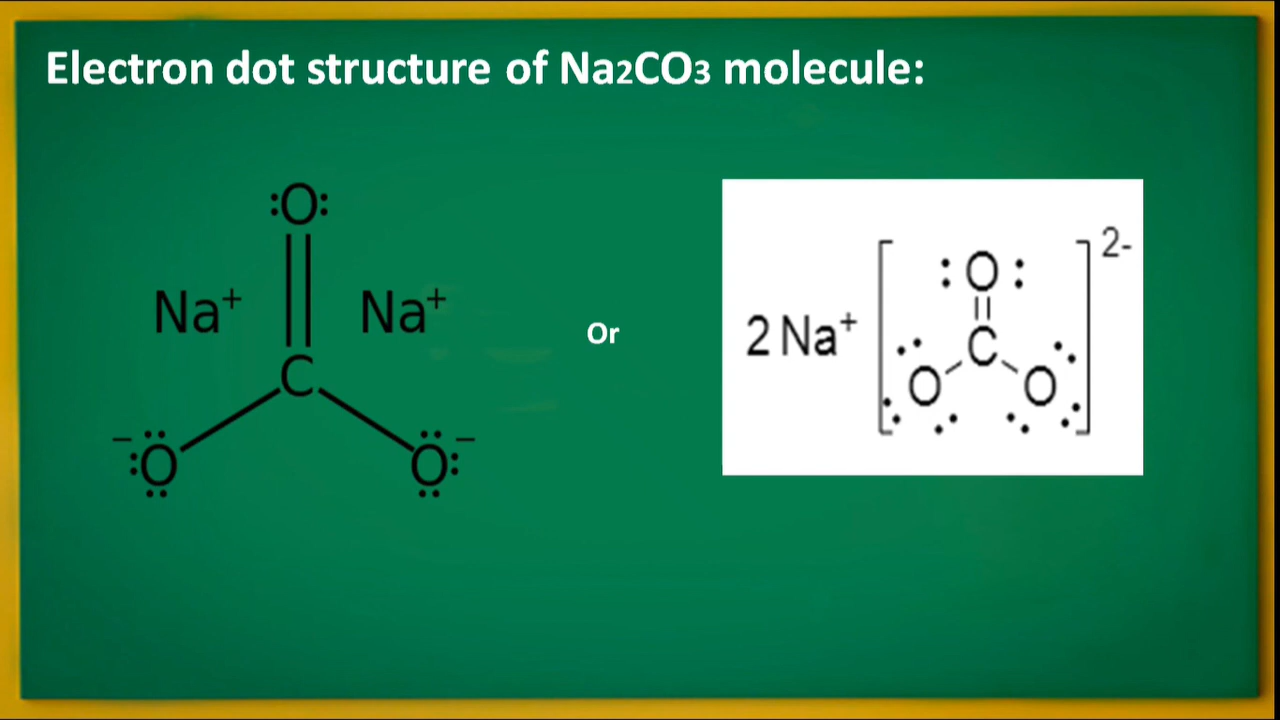 Electron dot structure of Na2CO3 molecule:
:O:
Na+ Na+
C
−:O O:−
Or
2-
:O:
2 Na+ C
O O